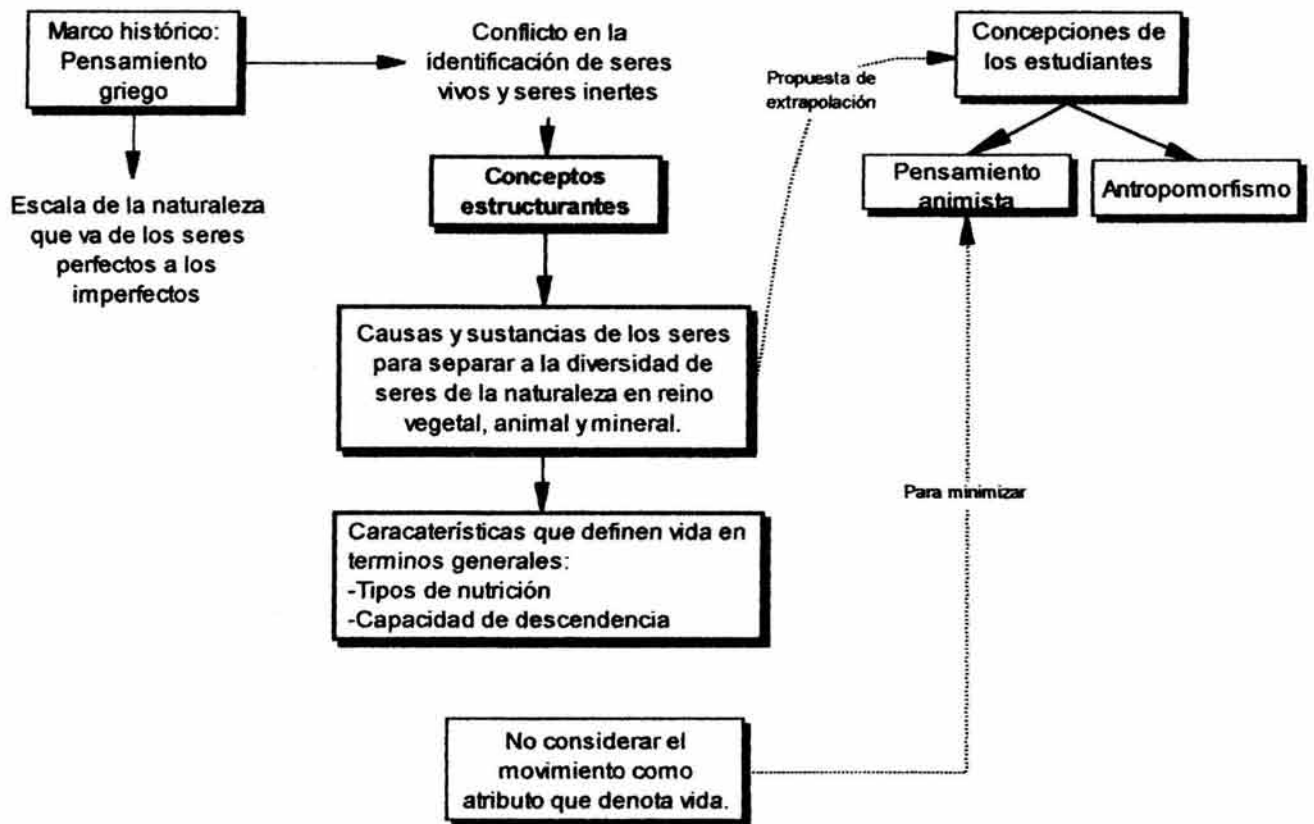 Marco histórico:
Pensamiento
griego
Escala de la naturaleza
que va de los seres
perfectos a los
imperfectos
Conflicto en la
identificación de seres
vivos y seres inertes
Conceptos
estructurantes
Causas y sustancias de los seres
para separar a la diversidad de
seres de la naturaleza en reino
vegetal, animal y mineral.
Caracaterísticas que definen vida en
terminos generales:
-Tipos de nutrición
-Capacidad de descendencia
No considerar el
movimiento como
atributo que denota vida.
Propuesta de
extrapolación
Concepciones de
los estudiantes
Pensamiento
animista
Antropomorfismo
Para minimizar